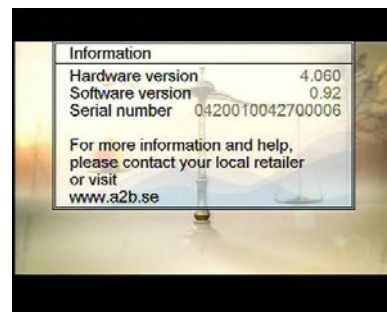 Information
Hardware version 4.060
Software version 0.92
Serial number 0420010042700006
For more information and help,
please contact your local retailer
or visit
www.a2b.se